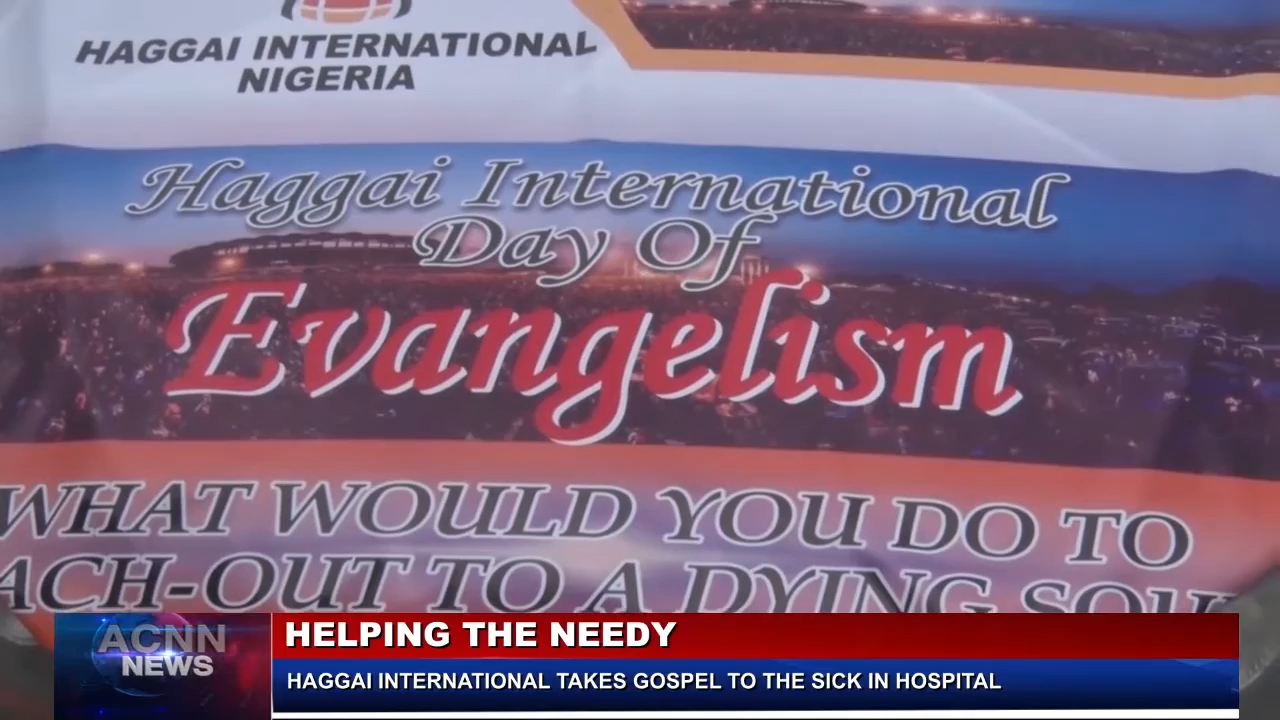 HAGGAI INTERNATIONAL
NIGERIA
Haggai International
Day Of
Evangelism
WHAT WOULD YOU DO TO
ACH-OUT TO A DYING SOUL
ACNN
NEWS
HELPING THE NEEDY
HAGGAI INTERNATIONAL TAKES GOSPEL TO THE SICK IN HOSPITAL